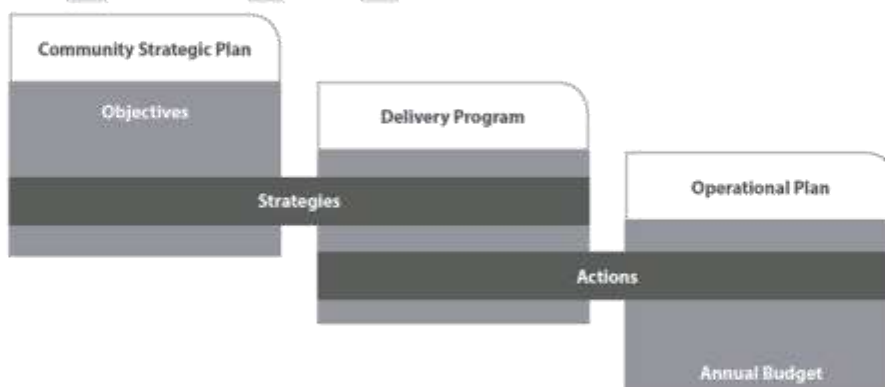 Community Strategic Plan
Objectives
Delivery Program
Strategies
Operational Plan
Actions
Annual Budget